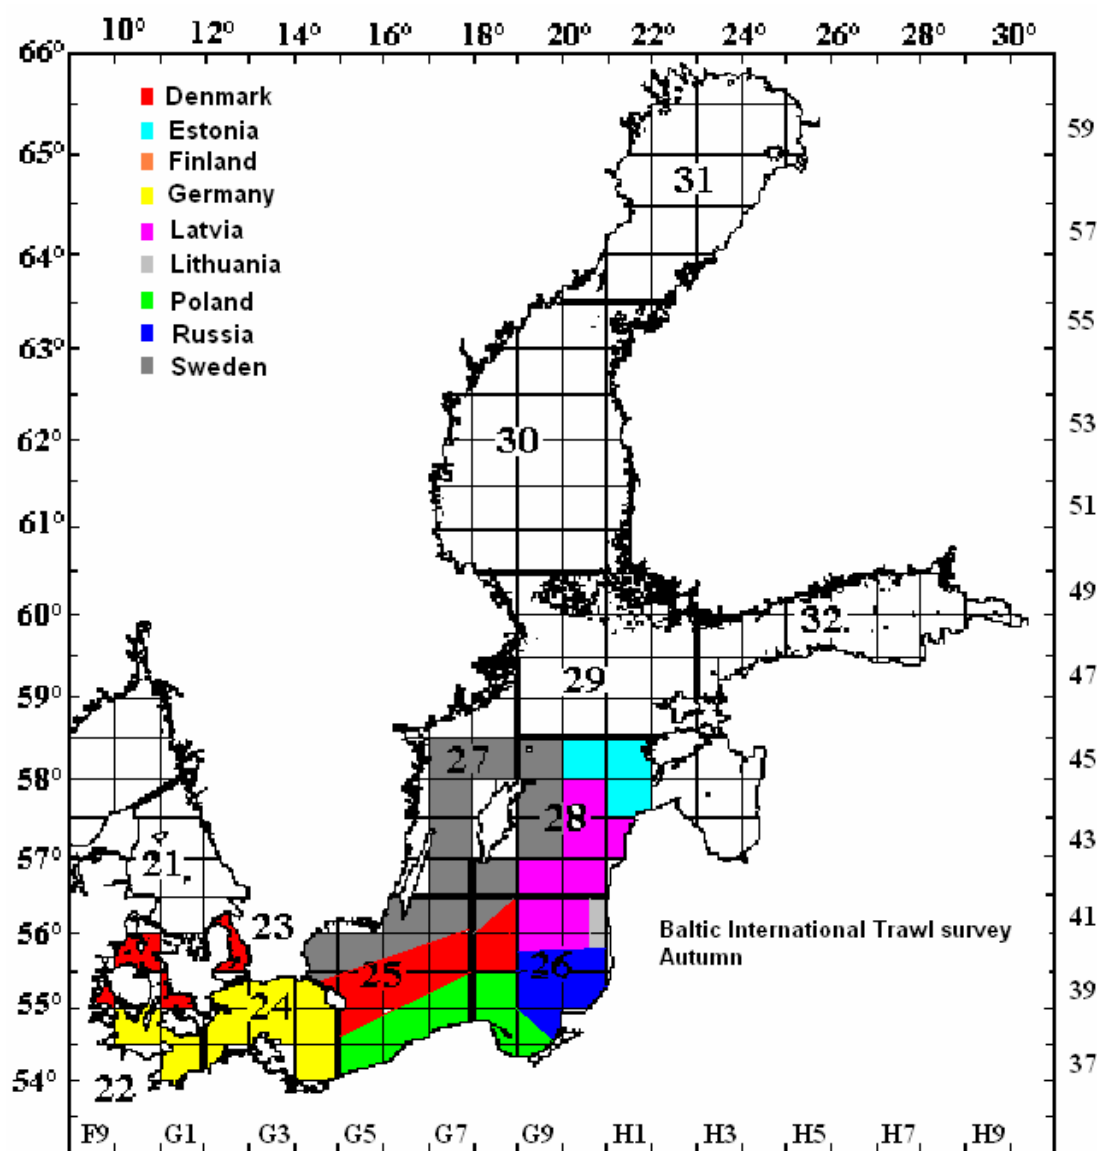 10° 12° 14° 16° 18° 20° 22° 24° 26° 28° 30°
66°
Denmark
59
Estonia
65°
Finland
31
Germany
Latvia
57
64°
Lithuania
Poland
55
Russia
63°
Sweden
53
62°
30
51
61°
49
60°
32
29
47
59°
27
45
58°
28
43
57°
21
41
23
56°
Baltic International Trawl survey
Autumn
25
26
39
55°
24
37
54°
22
F9 G1 G3 G5 G7 G9 H1 H3 H5 H7 H9